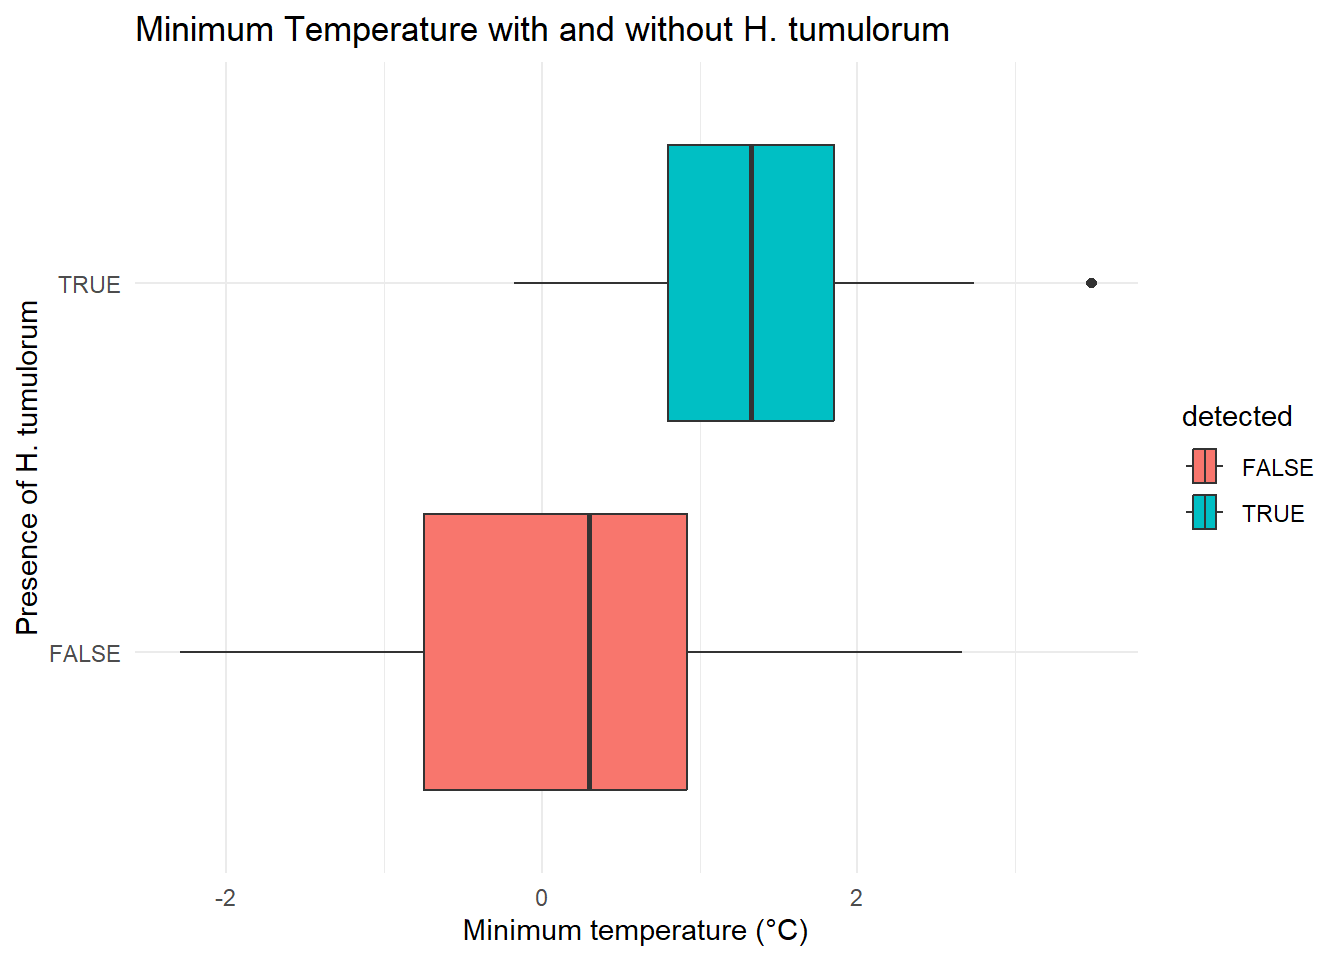 Minimum Temperature with and without H. tumulorum
Presence of H. tumulorum
TRUE
FALSE
-2 0 2
Minimum temperature (°C)
detected
FALSE
TRUE